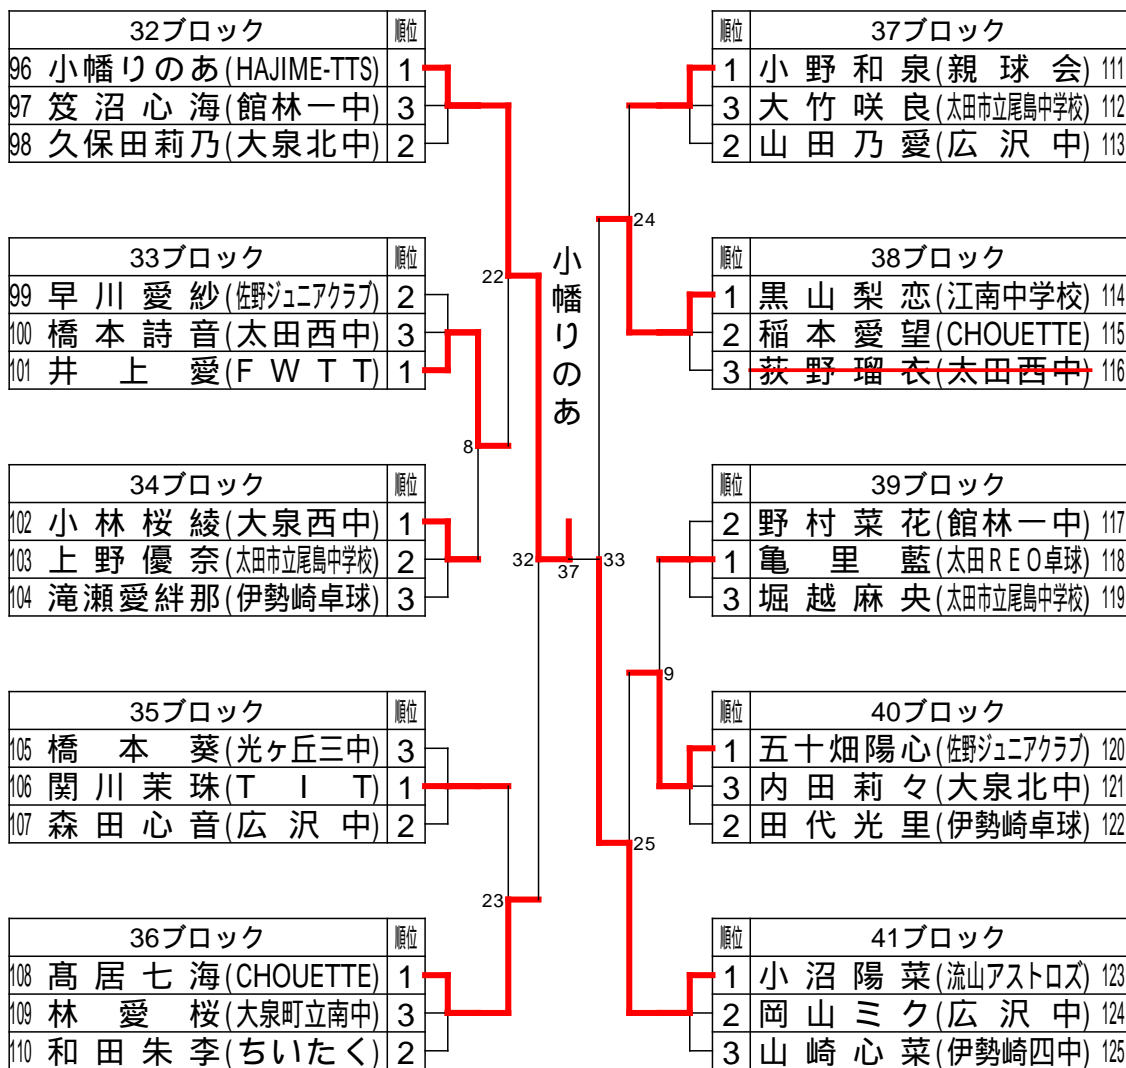 32ブロック 順位
96 小幡りのあ(HAJIME-TTS) 1
97 笈沼心海(館林一中) 3
98 久保田莉乃(大泉北中) 2
33ブロック 順位
99 早川愛紗(佐野ジュニアクラブ) 2
100 橋本詩音(太田西中) 3
101 井上愛(FWTT) 1
34ブロック 順位
102 小林桜綾(大泉西中) 1
103 上野優奈(太田市立尾島中学校) 2
104 滝瀬愛絆那(伊勢崎卓球) 3
35ブロック 順位
105 橋本葵(光ヶ丘三中) 3
106 関川茉珠(TIT) 1
107 森田心音(広沢中) 2
36ブロック 順位
108 髙居七海(CHOUETTE) 1
109 林愛桜(大泉町立南中) 3
110 和田朱李(ちいたく) 2
22
8
32
23
小幡りのあ
37
33
24
9
25
順位 37ブロック
1 小野和泉(親球会) 111
3 大竹咲良(太田市立尾島中学校) 112
2 山田乃愛(広沢中) 113
順位 38ブロック
1 黒山梨恋(江南中学校) 114
2 稲本愛望(CHOUETTE) 115
3 荻野瑠衣(太田西中) 116
順位 39ブロック
2 野村菜花(館林一中) 117
1 亀里藍(太田REO卓球) 118
3 堀越麻央(太田市立尾島中学校) 119
順位 40ブロック
1 五十畑陽心(佐野ジュニアクラブ) 120
3 内田莉々(大泉北中) 121
2 田代光里(伊勢崎卓球) 122
順位 41ブロック
1 小沼陽菜(流山アストロズ) 123
2 岡山ミク(広沢中) 124
3 山崎心菜(伊勢崎四中) 125